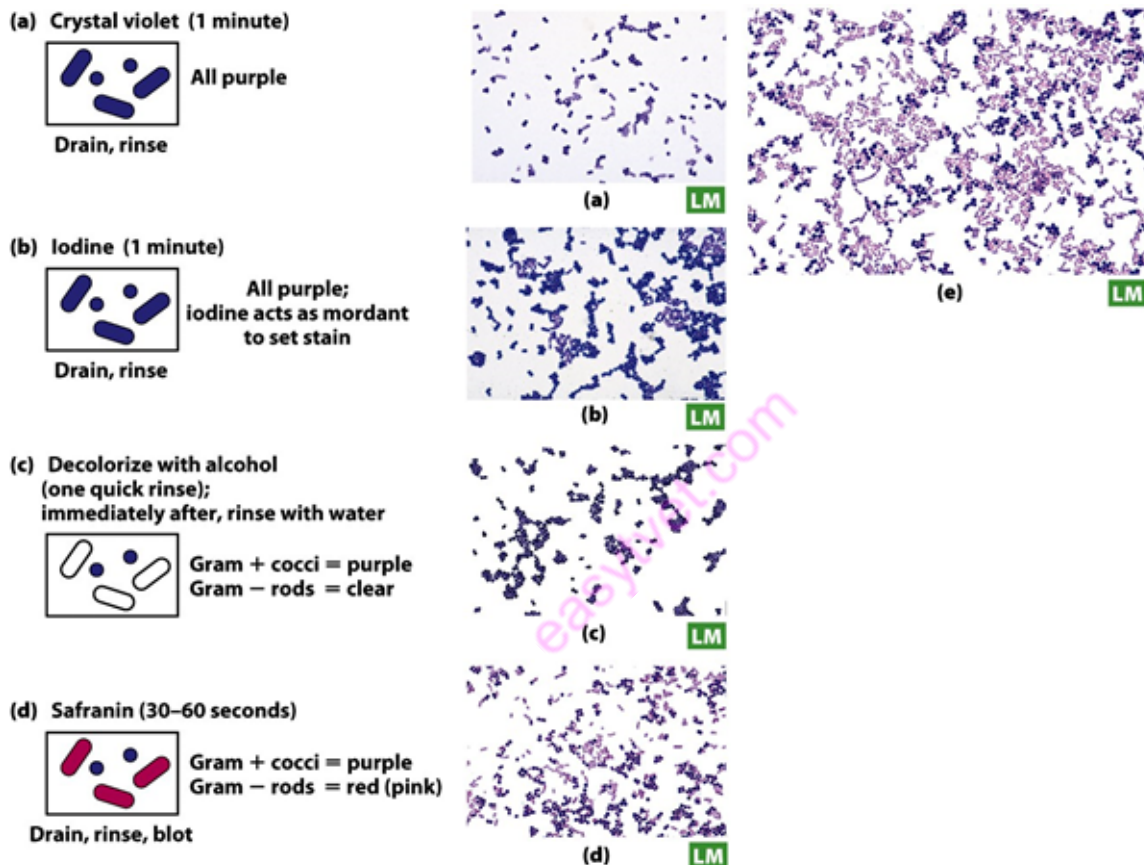 (a) Crystal violet (1 minute)
All purple
Drain, rinse
(b) Iodine (1 minute)
All purple;
iodine acts as mordant
to set stain
Drain, rinse
(c) Decolorize with alcohol
(one quick rinse);
immediately after, rinse with water
Gram + cocci = purple
Gram − rods = clear
(d) Safranin (30–60 seconds)
Gram + cocci = purple
Gram − rods = red (pink)
Drain, rinse, blot
(a) LM
(b) LM
(c) LM
(d) LM
(e) LM
easytvet.com